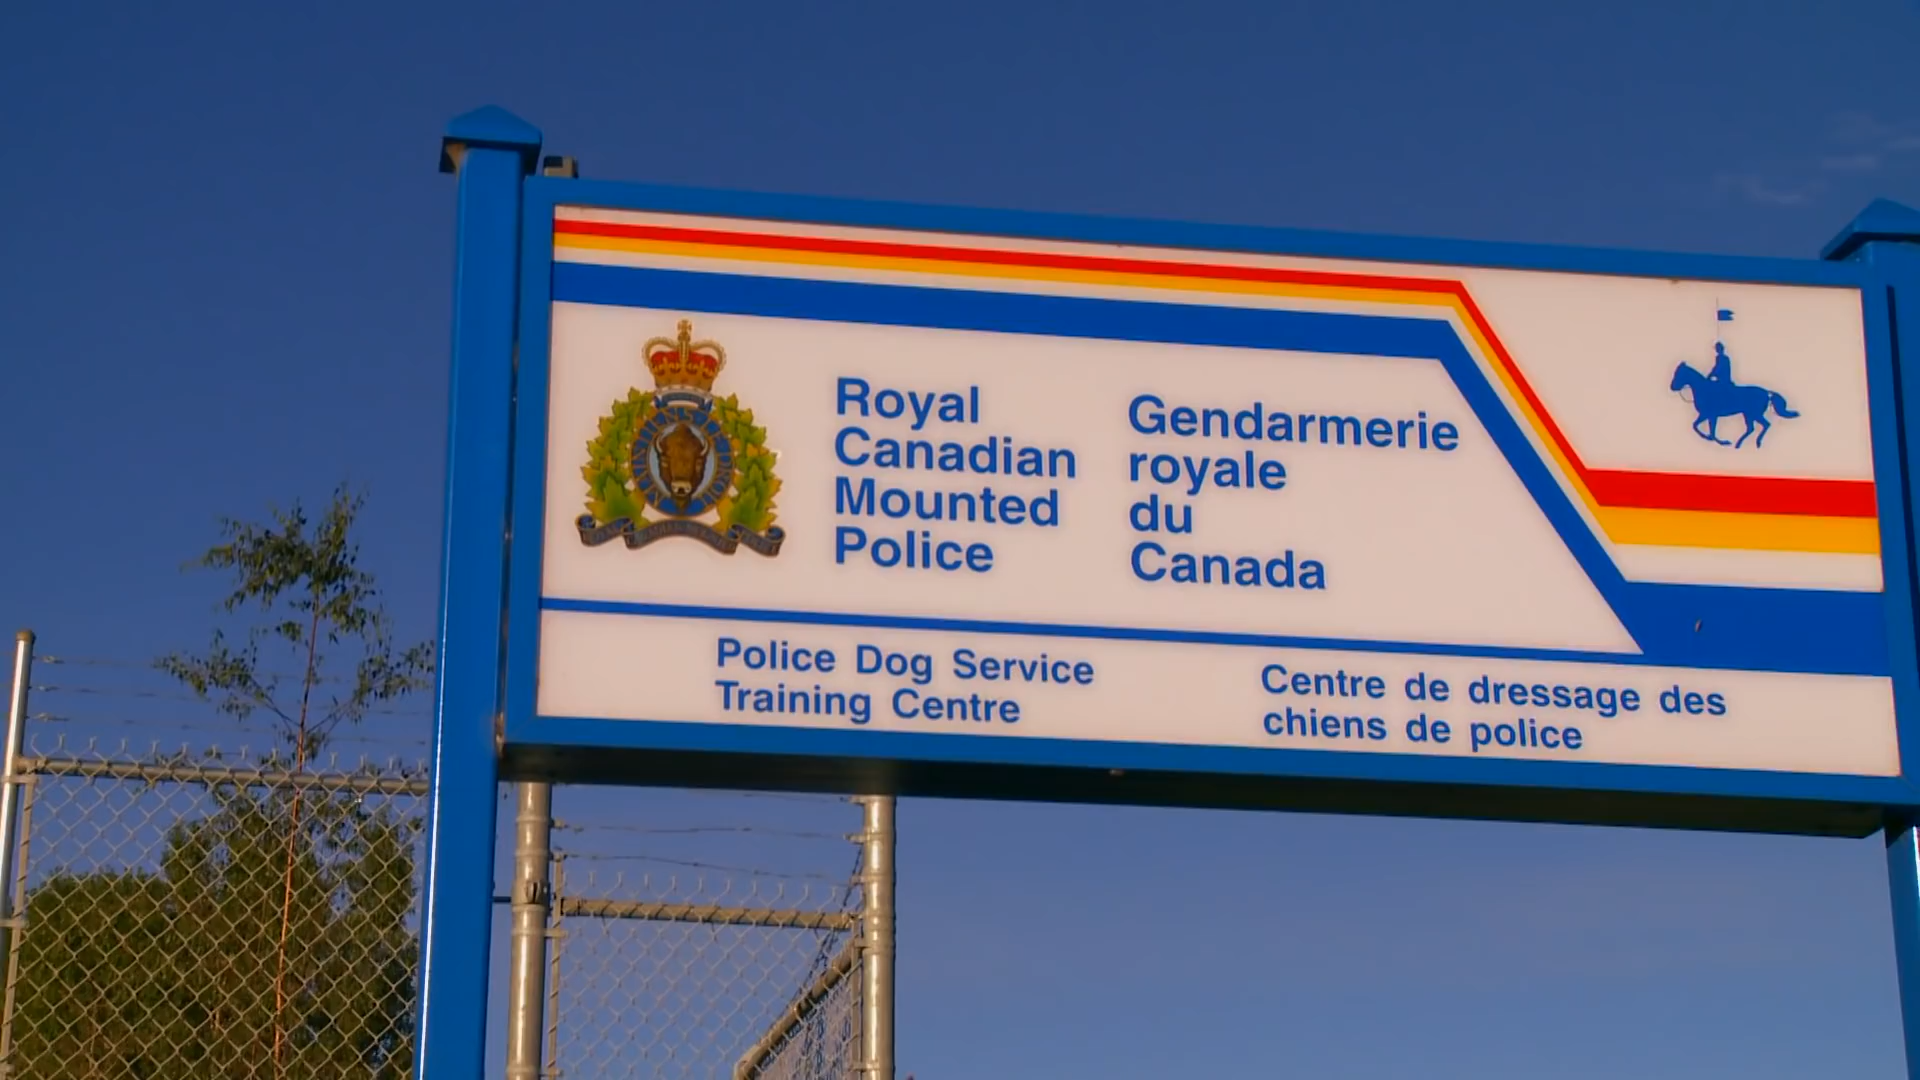 Royal
Canadian
Mounted
Police
Gendarmerie
royale
du
Canada
Police Dog Service
Training Centre
Centre de dressage des
chiens de police